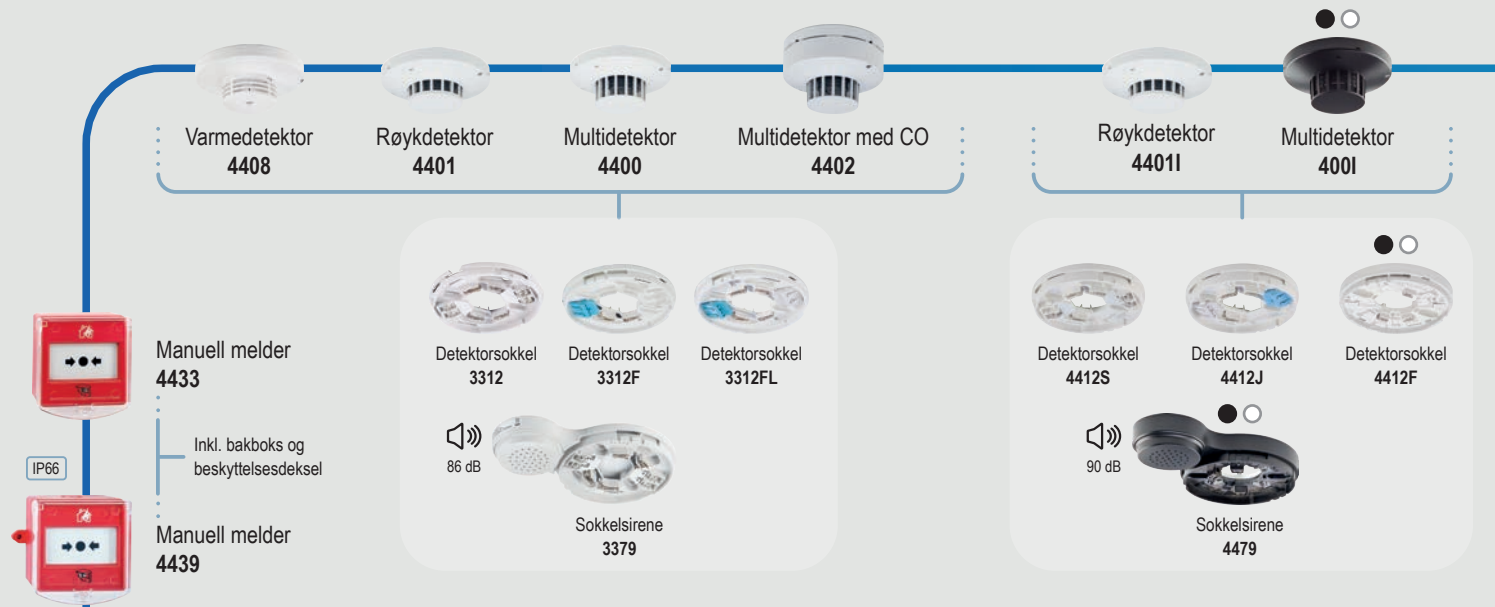 Varmedetektor
4408
Røykdetektor
4401
Multidetektor
4400
Multidetektor med CO
4402
Røykdetektor
4401I
Multidetektor
400I
Detektorsokkel
3312
Detektorsokkel
3312F
Detektorsokkel
3312FL
86 dB
Sokkelsirene
3379
Detektorsokkel
4412S
Detektorsokkel
4412J
Detektorsokkel
4412F
90 dB
Sokkelsirene
4479
Manuell melder
4433
Inkl. bakboks og
beskyttelsesdeksel
IP66
Manuell melder
4439